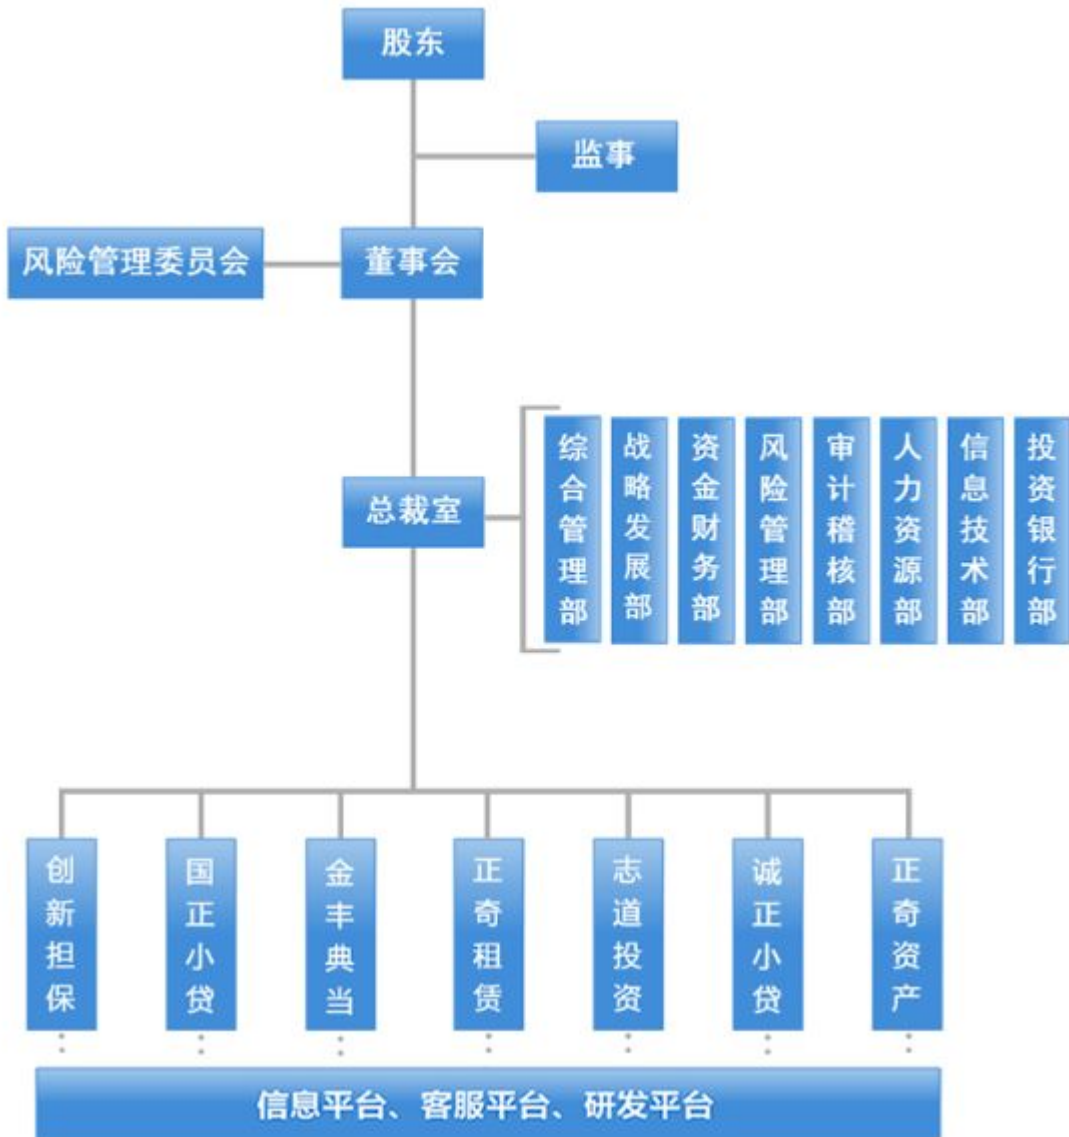 股东
监事
风险管理委员会
董事会
总裁室
综合管理部
战略发展部
资金财务部
风险管理部
审计稽核部
人力资源部
信息技术部
投资银行部
创新担保
国正小贷
金丰典当
正奇租赁
志道投资
诚正小贷
正奇资产
信息平台、客服平台、研发平台